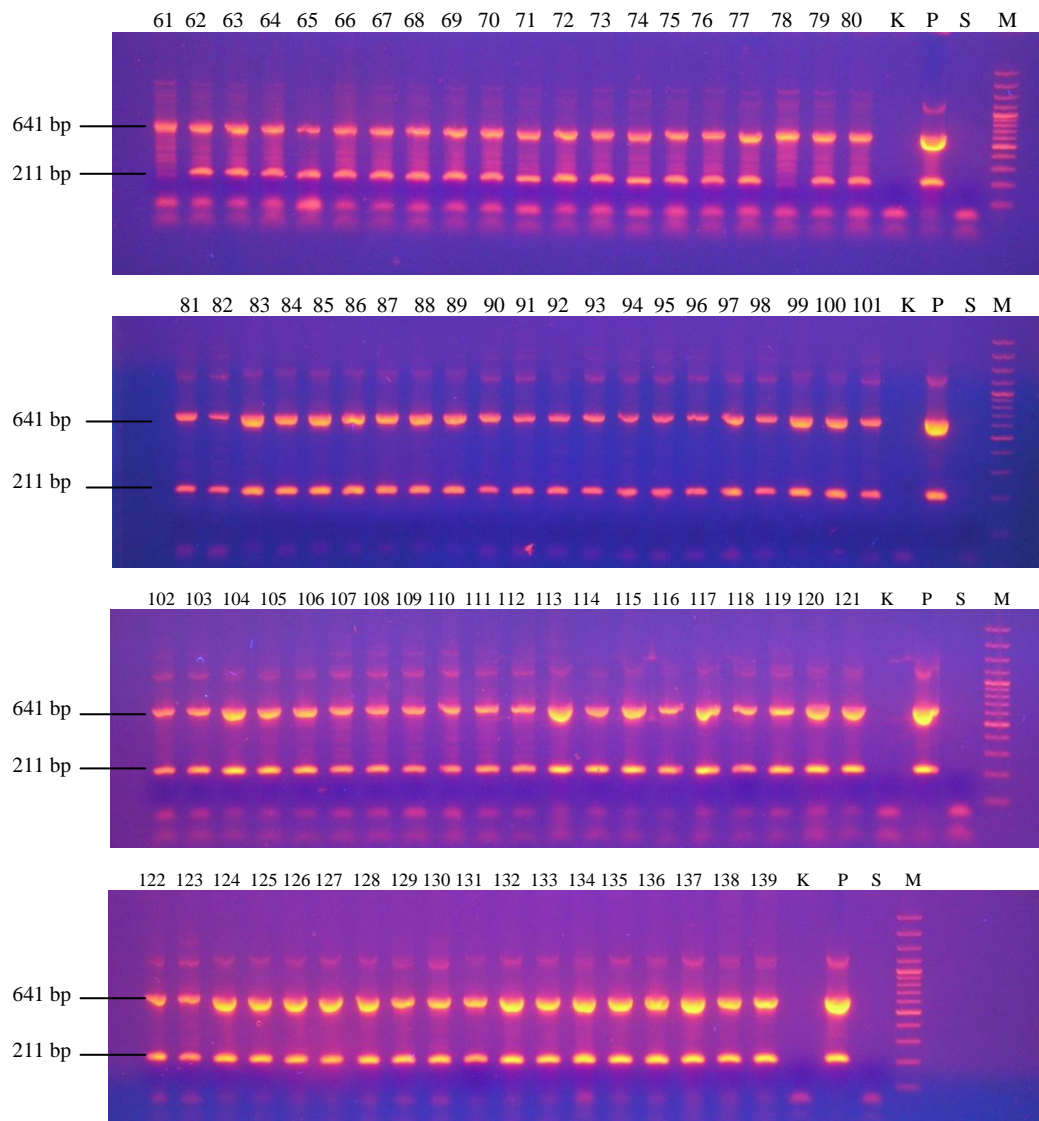 61 62 63 64 65 66 67 68 69 70 71 72 73 74 75 76 77 78 79 80 K P S M
641 bp
211 bp
81 82 83 84 85 86 87 88 89 90 91 92 93 94 95 96 97 98 99 100 101 K P S M
641 bp
211 bp
102 103 104 105 106 107 108 109 110 111 112 113 114 115 116 117 118 119 120 121 K P S M
641 bp
211 bp
122 123 124 125 126 127 128 129 130 131 132 133 134 135 136 137 138 139 K P S M
641 bp
211 bp